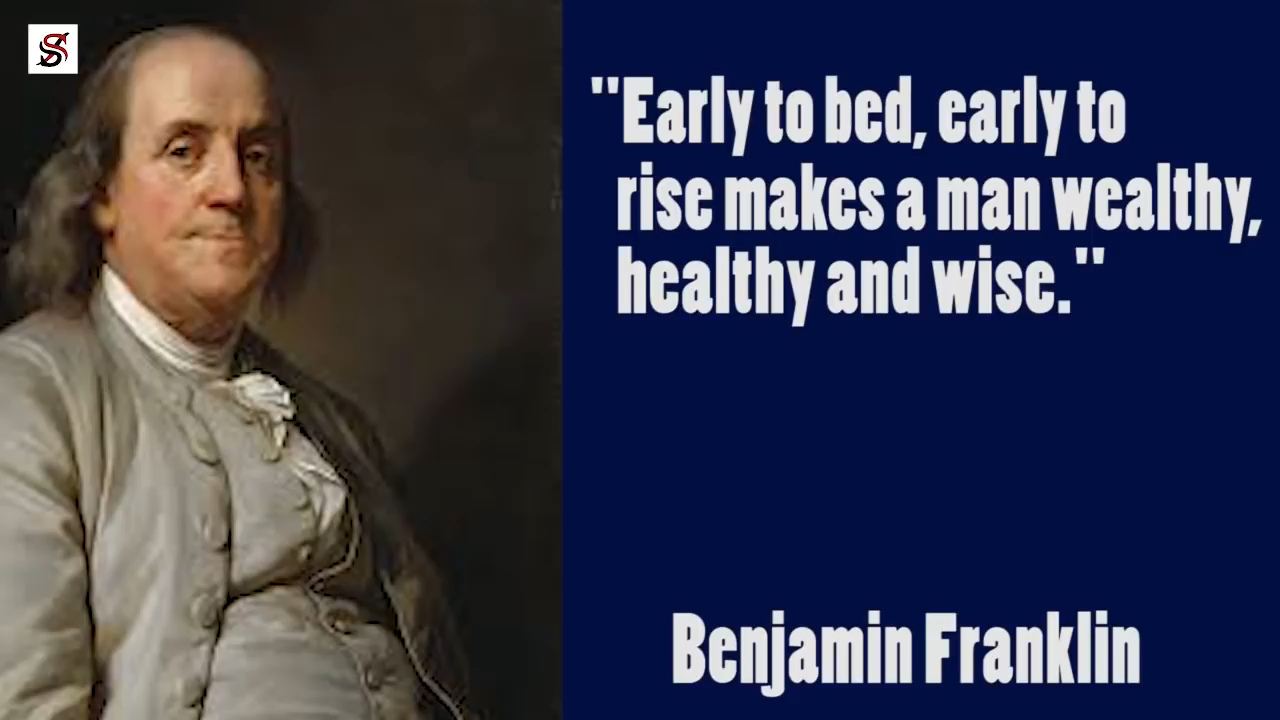 "Early to bed, early to
rise makes a man wealthy,
healthy and wise."
Benjamin Franklin